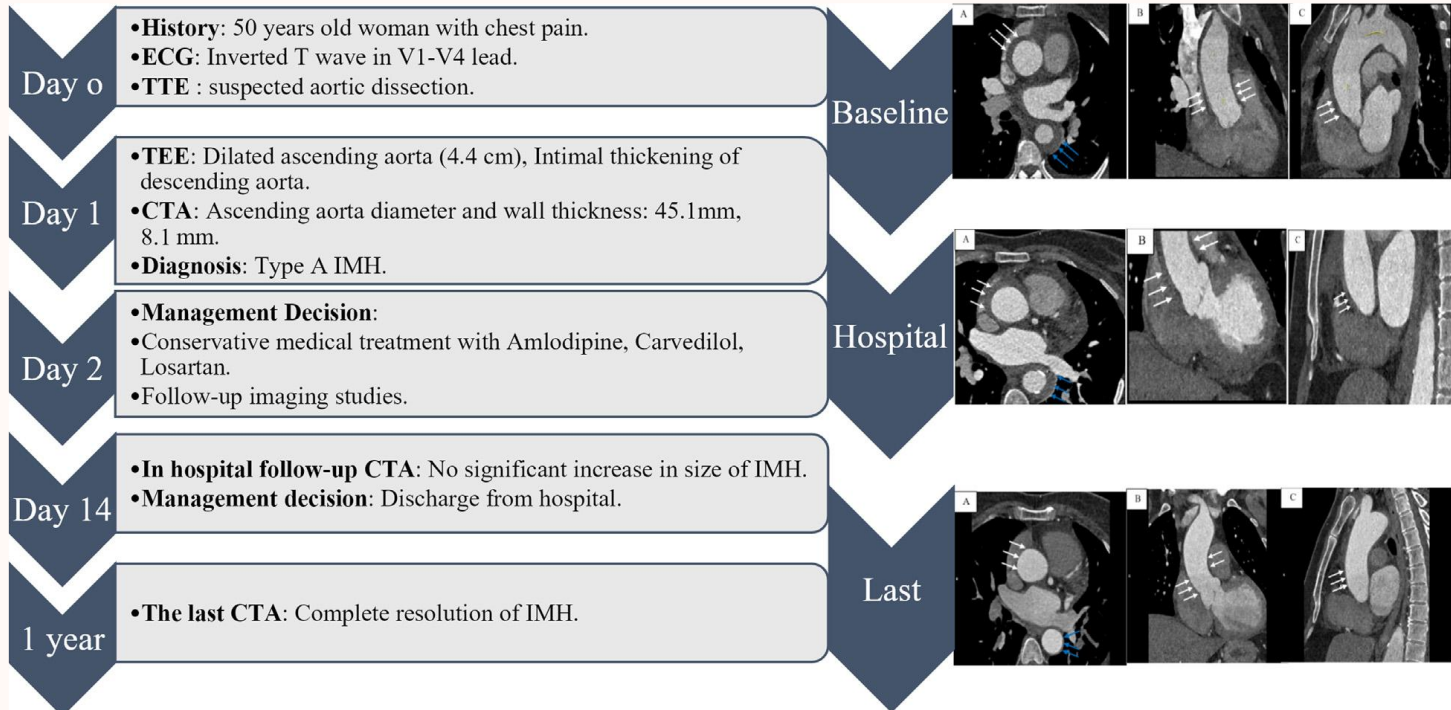 Day o
•History: 50 years old woman with chest pain.
•ECG: Inverted T wave in V1-V4 lead.
•TTE : suspected aortic dissection.
Day 1
•TEE: Dilated ascending aorta (4.4 cm), Intimal thickening of
descending aorta.
•CTA: Ascending aorta diameter and wall thickness: 45.1mm,
8.1 mm.
•Diagnosis: Type A IMH.
Day 2
•Management Decision:
•Conservative medical treatment with Amlodipine, Carvedilol,
Losartan.
•Follow-up imaging studies.
Day 14
•In hospital follow-up CTA: No significant increase in size of IMH.
•Management decision: Discharge from hospital.
1 year
•The last CTA: Complete resolution of IMH.
Baseline
A
B
C
Hospital
A
B
C
Last
A
B
C